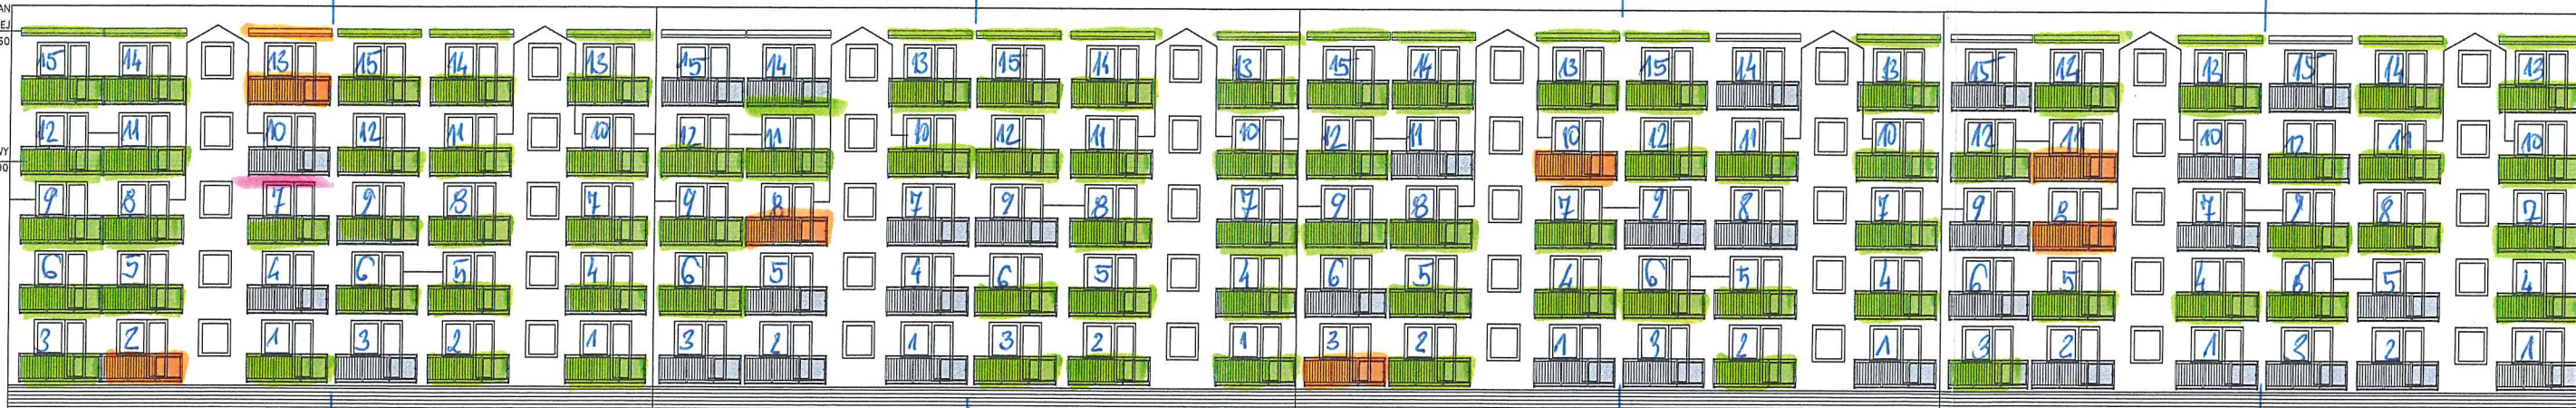 AN
EJ
50
15 14 13 15 14 13 15 14 13 15 14 13 15 14 13 15 14 13 15 14 13 15 14 13
12 11 10 12 11 10 12 11 10 12 11 10 12 11 10 12 11 10 12 11 10 12 11 10
WY
00
9 8 7 9 8 7 9 8 7 9 8 7 9 8 7 9 8 7 9 8 7 9 8 7
6 5 4 6 5 4 6 5 4 6 5 4 6 5 4 6 5 4 6 5 4 6 5 4
3 2 1 3 2 1 3 2 1 3 2 1 3 2 1 3 2 1 3 2 1 3 2 1